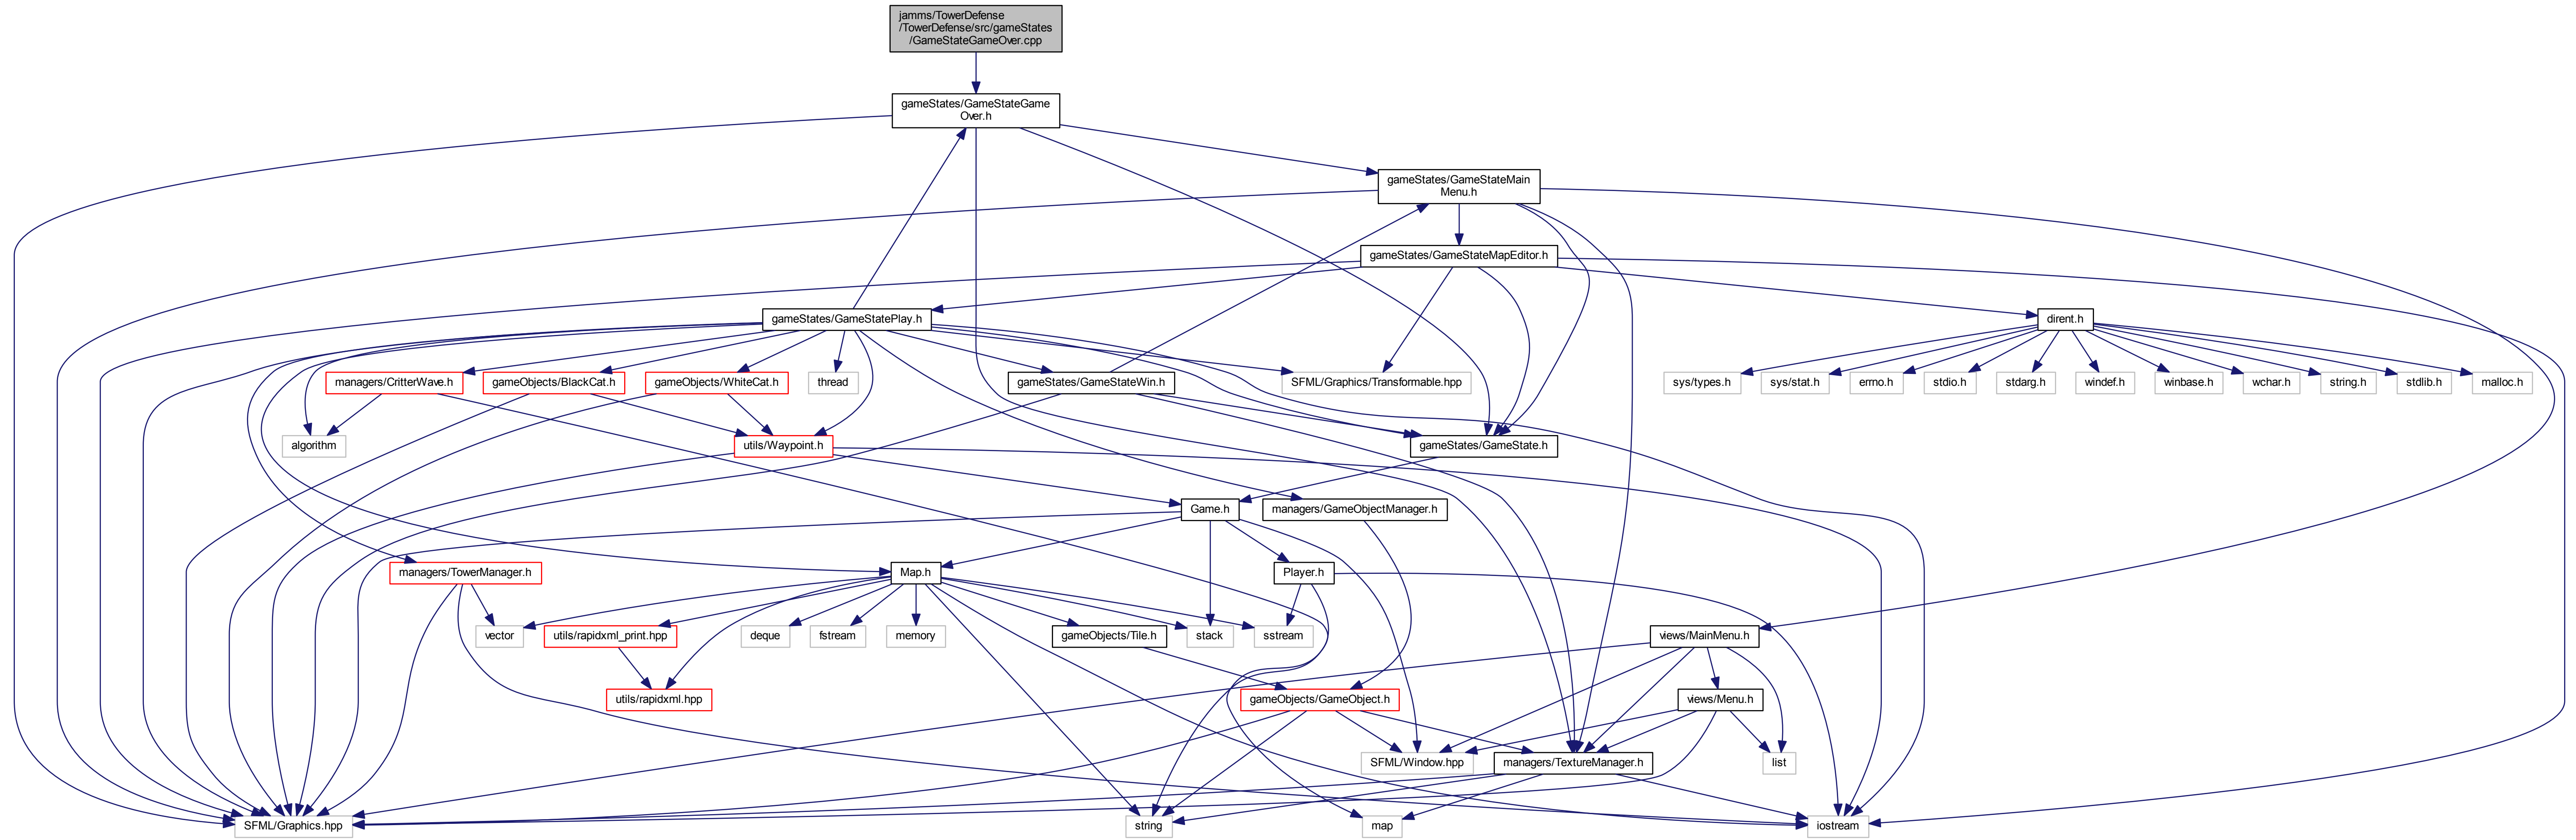 jamms/TowerDefense
/TowerDefense/src/gameStates
/GameStateGameOver.cpp
gameStates/GameStateGame
Over.h
gameStates/GameStateMain
Menu.h
gameStates/GameStateMapEditor.h
gameStates/GameStatePlay.h
dirent.h
managers/CritterWave.h
gameObjects/BlackCat.h
gameObjects/WhiteCat.h
thread
gameStates/GameStateWin.h
SFML/Graphics/Transformable.hpp
sys/types.h
sys/stat.h
errno.h
stdio.h
stdarg.h
windef.h
winbase.h
wchar.h
string.h
stdlib.h
malloc.h
algorithm
utils/Waypoint.h
gameStates/GameState.h
Game.h
managers/GameObjectManager.h
managers/TowerManager.h
Map.h
Player.h
vector
utils/rapidxml_print.hpp
deque
fstream
memory
gameObjects/Tile.h
stack
sstream
views/MainMenu.h
utils/rapidxml.hpp
gameObjects/GameObject.h
views/Menu.h
SFML/Window.hpp
managers/TextureManager.h
list
SFML/Graphics.hpp
string
map
iostream